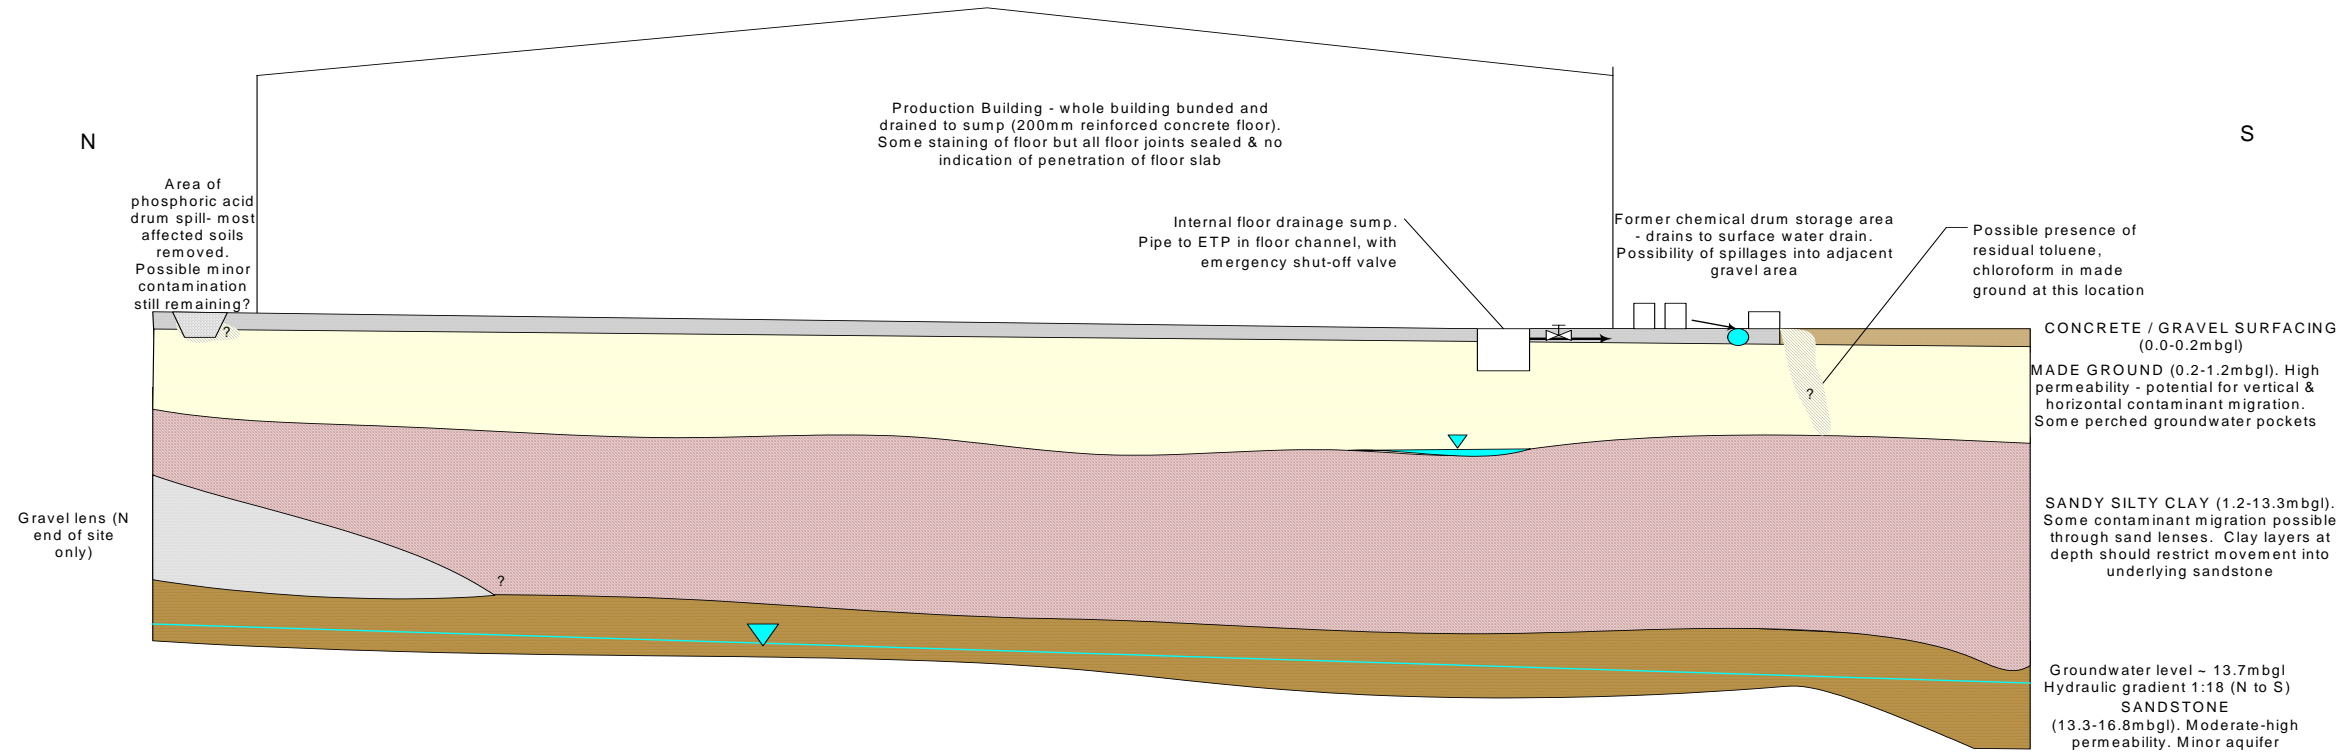 Production Building - whole building bunded and
drained to sump (200mm reinforced concrete floor).
Some staining of floor but all floor joints sealed & no
indication of penetration of floor slab
N
S
Area of
phosphoric acid
drum spill- most
affected soils
removed.
Possible minor
contamination
still remaining?
Internal floor drainage sump.
Pipe to ETP in floor channel, with
emergency shut-off valve
Former chemical drum storage area
- drains to surface water drain.
Possibility of spillages into adjacent
gravel area
Possible presence of
residual toluene,
chloroform in made
ground at this location
?
CONCRETE / GRAVEL SURFACING
(0.0-0.2mbgl)
MADE GROUND (0.2-1.2mbgl). High
permeability - potential for vertical &
horizontal contaminant migration.
Some perched groundwater pockets
?
Gravel lens (N
end of site
only)
SANDY SILTY CLAY (1.2-13.3mbgl).
Some contaminant migration possible
through sand lenses. Clay layers at
depth should restrict movement into
underlying sandstone
?
Groundwater level ~ 13.7mbgl
Hydraulic gradient 1:18 (N to S)
SANDSTONE
(13.3-16.8mbgl). Moderate-high
permeability. Minor aquifer